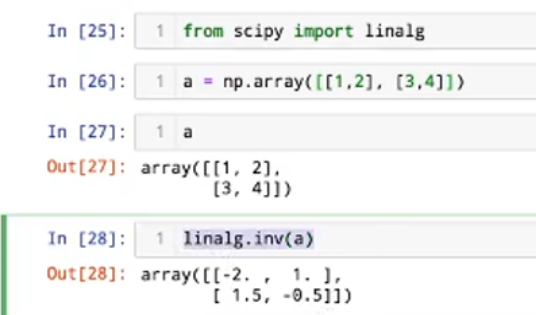 In [25]: 1 from scipy import linalg
In [26]: 1 a = np.array([[1,2], [3,4]])
In [27]: 1 a
Out[27]: array([[1, 2],
[3, 4]])
In [28]: 1 linalg.inv(a)
Out[28]: array([[-2. ,  1. ],
[ 1.5, -0.5]])